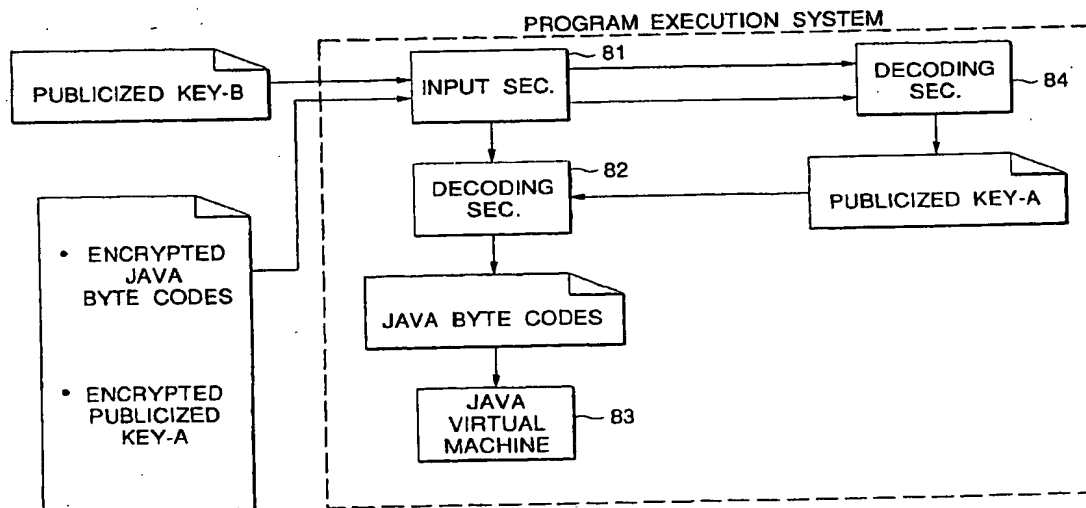 PROGRAM EXECUTION SYSTEM
PUBLICIZED KEY-B
INPUT SEC.
81
DECODING
SEC.
84
DECODING
SEC.
82
PUBLICIZED KEY-A
• ENCRYPTED
JAVA
BYTE CODES
• ENCRYPTED
PUBLICIZED
KEY-A
JAVA BYTE CODES
JAVA
VIRTUAL
MACHINE
83